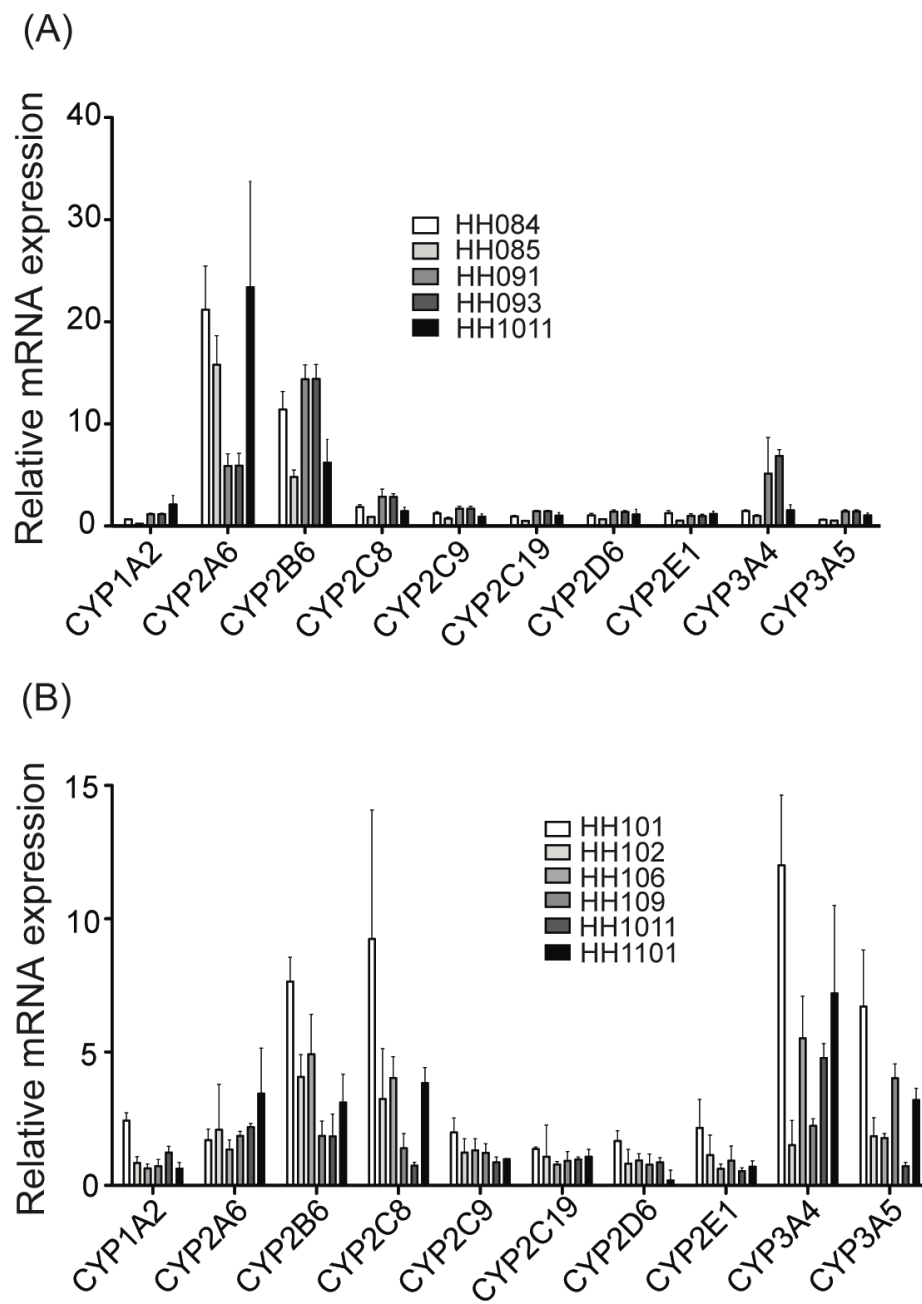 (A)
Relative mRNA expression
40
30
20
10
0
HH084
HH085
HH091
HH093
HH1011
CYP1A2
CYP2A6
CYP2B6
CYP2C8
CYP2C9
CYP2C19
CYP2D6
CYP2E1
CYP3A4
CYP3A5
(B)
Relative mRNA expression
15
10
5
0
HH101
HH102
HH106
HH109
HH1011
HH1101
CYP1A2
CYP2A6
CYP2B6
CYP2C8
CYP2C9
CYP2C19
CYP2D6
CYP2E1
CYP3A4
CYP3A5